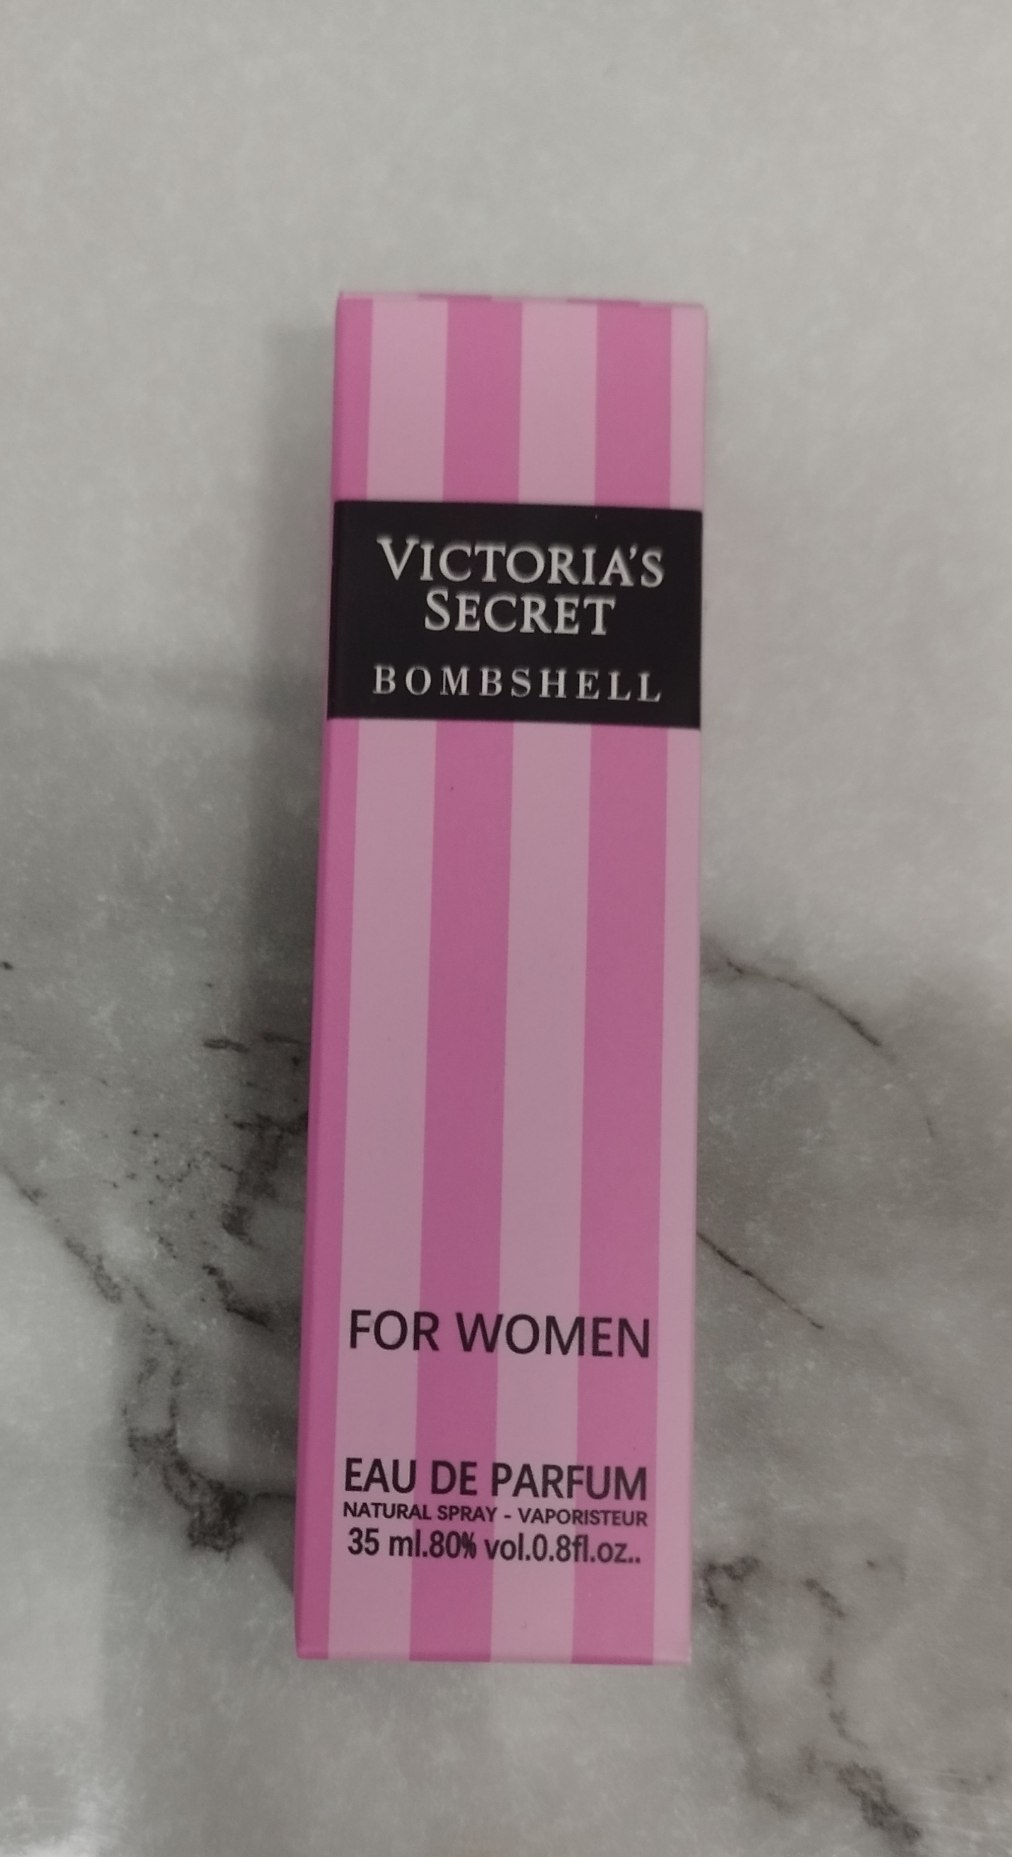 VICTORIA'S
SECRET
BOMBSHELL
FOR WOMEN
EAU DE PARFUM
NATURAL SPRAY - VAPORISTEUR
35 ml.80% vol.0.8fl.oz..